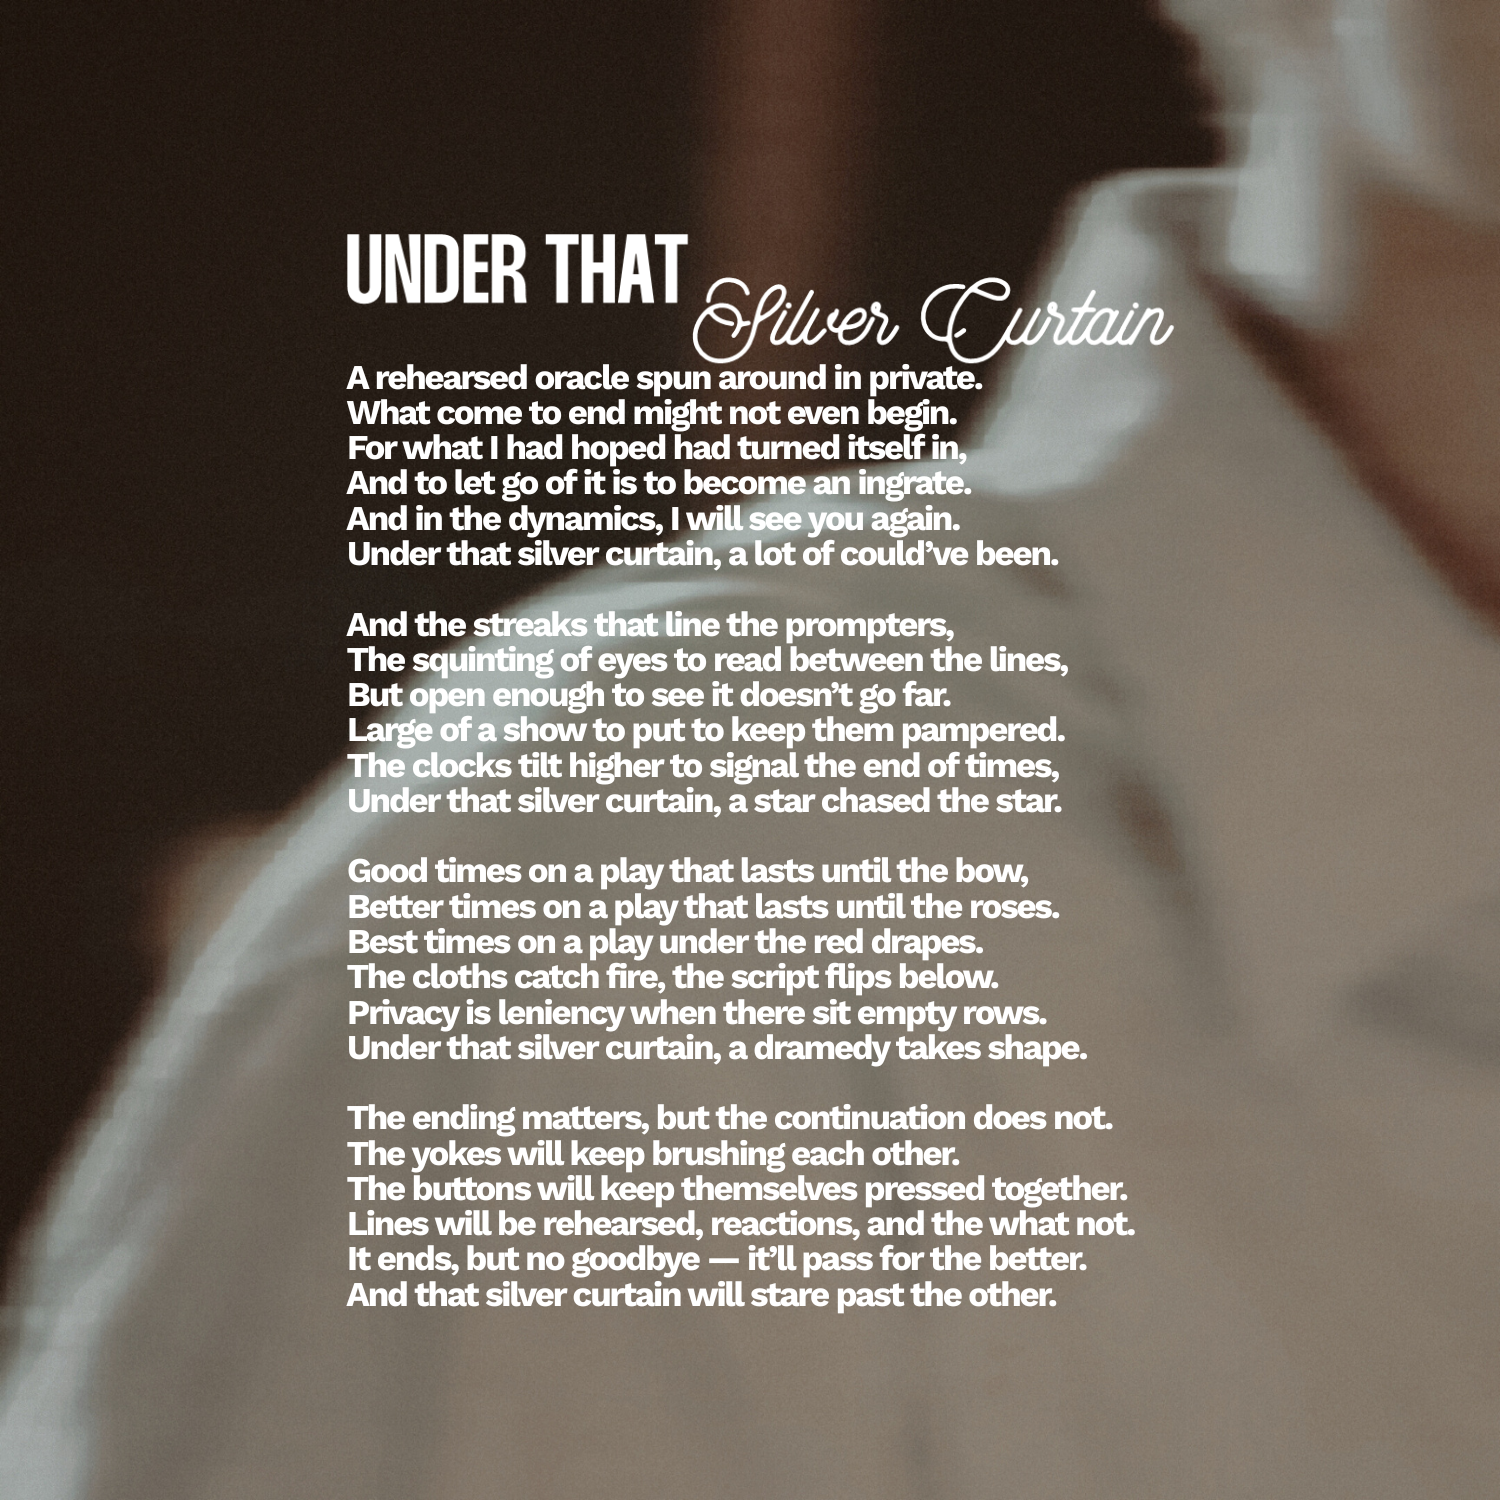 UNDER THAT Silver Curtain
A rehearsed oracle spun around in private.
What come to end might not even begin.
For what I had hoped had turned itself in,
And to let go of it is to become an ingrate.
And in the dynamics, I will see you again.
Under that silver curtain, a lot of could’ve been.
And the streaks that line the prompters,
The squinting of eyes to read between the lines,
But open enough to see it doesn’t go far.
Large of a show to put to keep them pampered.
The clocks tilt higher to signal the end of times,
Under that silver curtain, a star chased the star.
Good times on a play that lasts until the bow,
Better times on a play that lasts until the roses.
Best times on a play under the red drapes.
The cloths catch fire, the script flips below.
Privacy is leniency when there sit empty rows.
Under that silver curtain, a dramedy takes shape.
The ending matters, but the continuation does not.
The yokes will keep brushing each other.
The buttons will keep themselves pressed together.
Lines will be rehearsed, reactions, and the what not.
It ends, but no goodbye — it’ll pass for the better.
And that silver curtain will stare past the other.